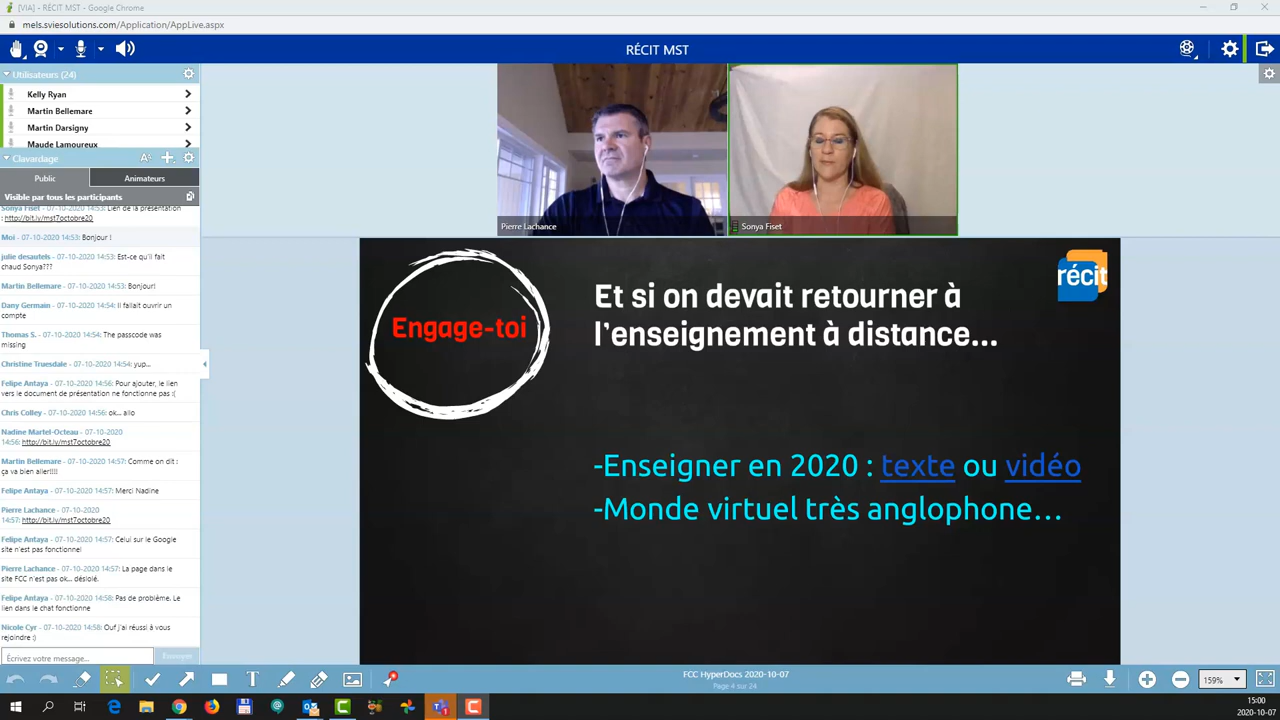 [VIA] - RÉCIT MST - Google Chrome
mels.sviesolutions.com/Application/AppLive.aspx
RÉCIT MST
Utilisateurs (24)
Kelly Ryan
Martin Bellemare
Martin Darsigny
Maude Lamoureux
Clavardage
Public
Animateurs
Visible par tous les participants
Sonya Fiset - 07-10-2020 14:53: Lien de la présentation
: http://bit.ly/mst7octobre20
Moi - 07-10-2020 14:53: Bonjour !
julie desautels - 07-10-2020 14:53: Est-ce qu'il fait
chaud Sonya???
Martin Bellemare - 07-10-2020 14:53: Bonjour!
Dany Germain - 07-10-2020 14:54: Il fallait ouvrir un
compte
Thomas S. - 07-10-2020 14:54: The passcode was
missing
Christine Truesdale - 07-10-2020 14:54: yup...
Felipe Antaya - 07-10-2020 14:56: Pour ajouter, le lien
vers le document de présentation ne fonctionne pas :(
Chris Colley - 07-10-2020 14:56: ok... allo
Nadine Martel-Octeau - 07-10-2020
14:56: http://bit.ly/mst7octobre20
Martin Bellemare - 07-10-2020 14:57: Comme on dit :
ça va bien aller!!!!
Felipe Antaya - 07-10-2020 14:57: Merci Nadine
Pierre Lachance - 07-10-2020
14:57: http://bit.ly/mst7octobre20
Felipe Antaya - 07-10-2020 14:57: Celui sur le Google
site n'est pas fonctionnel
Pierre Lachance - 07-10-2020 14:57: La page dans le
site FCC n'est pas ok... désiolé.
Felipe Antaya - 07-10-2020 14:58: Pas de problème. Le
lien dans le chat fonctionne
Nicole Cyr - 07-10-2020 14:58: Ouf j'ai réussi à vous
rejoindre :)
Écrivez votre message...
Envoyer
Pierre Lachance
Sonya Fiset
Engage-toi
récit
Et si on devait retourner à
l'enseignement à distance...
-Enseigner en 2020 : texte ou vidéo
-Monde virtuel très anglophone...
FCC HyperDocs 2020-10-07
Page 4 sur 24
159%
15:00
2020-10-07